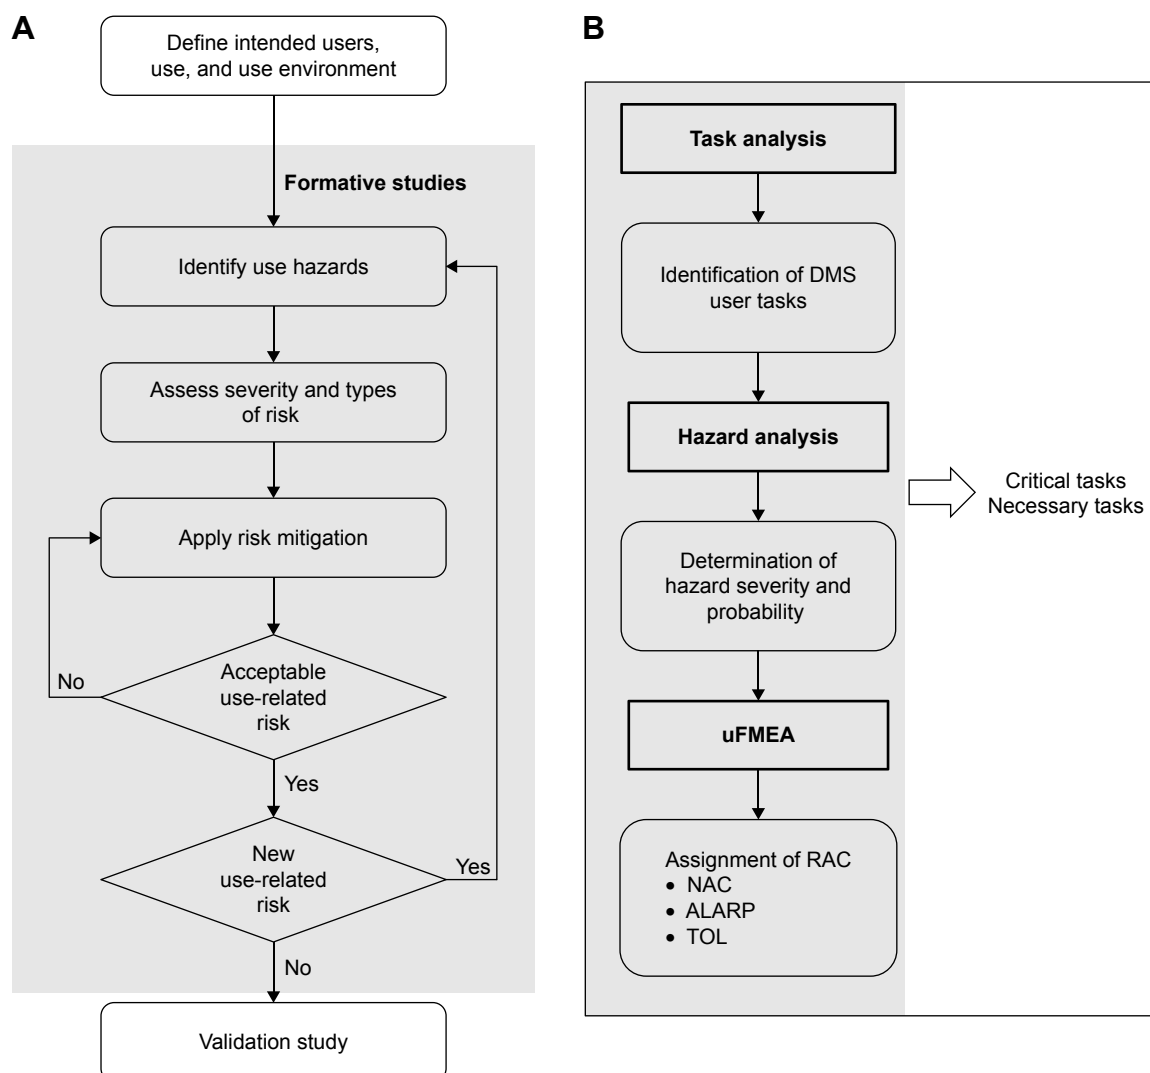 A
Define intended users,
use, and use environment
Formative studies
Identify use hazards
Assess severity and types
of risk
Apply risk mitigation
No
Acceptable
use-related
risk
Yes
New
use-related
risk
Yes
No
Validation study
B
Task analysis
Identification of DMS
user tasks
Hazard analysis
Critical tasks
Necessary tasks
Determination of
hazard severity and
probability
uFMEA
Assignment of RAC
• NAC
• ALARP
• TOL